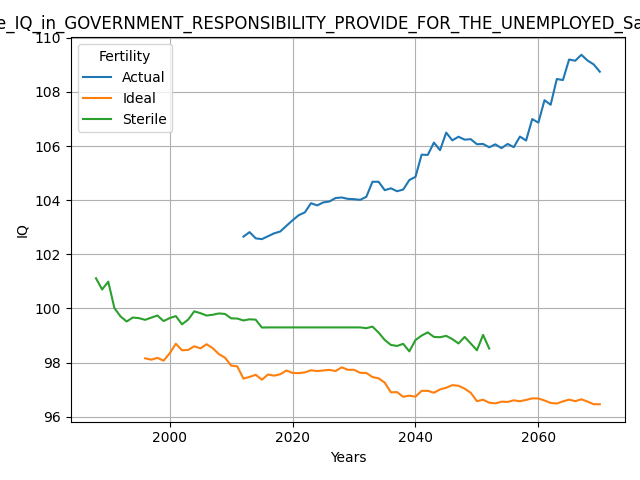 e_IQ_in_GOVERNMENT_RESPONSIBILITY_PROVIDE_FOR_THE_UNEMPLOYED_Sa
110
108
106
104
102
100
98
96
IQ
Fertility
Actual
Ideal
Sterile
2000 2020 2040 2060
Years